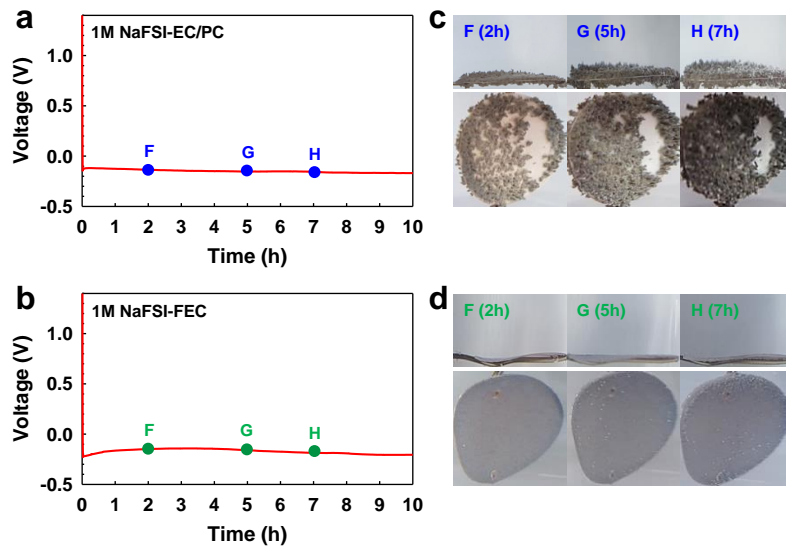 a
1M NaFSI-EC/PC
Voltage (V)
1.0
0.5
0.0
-0.5
F
G
H
0 1 2 3 4 5 6 7 8 9 10
Time (h)
c
F (2h) G (5h) H (7h)
b
1M NaFSI-FEC
Voltage (V)
1.0
0.5
0.0
-0.5
F
G
H
0 1 2 3 4 5 6 7 8 9 10
Time (h)
d
F (2h) G (5h) H (7h)